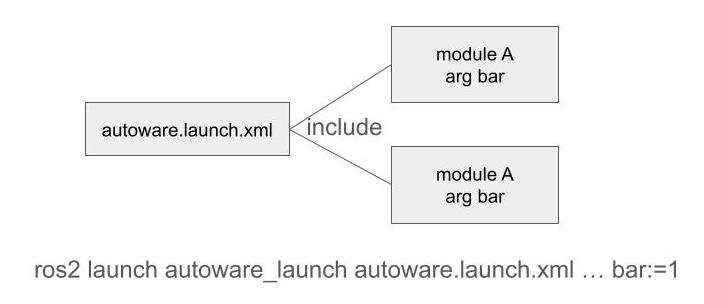 module A
arg bar
autoware.launch.xml
include
module A
arg bar
ros2 launch autoware_launch autoware.launch.xml … bar:=1